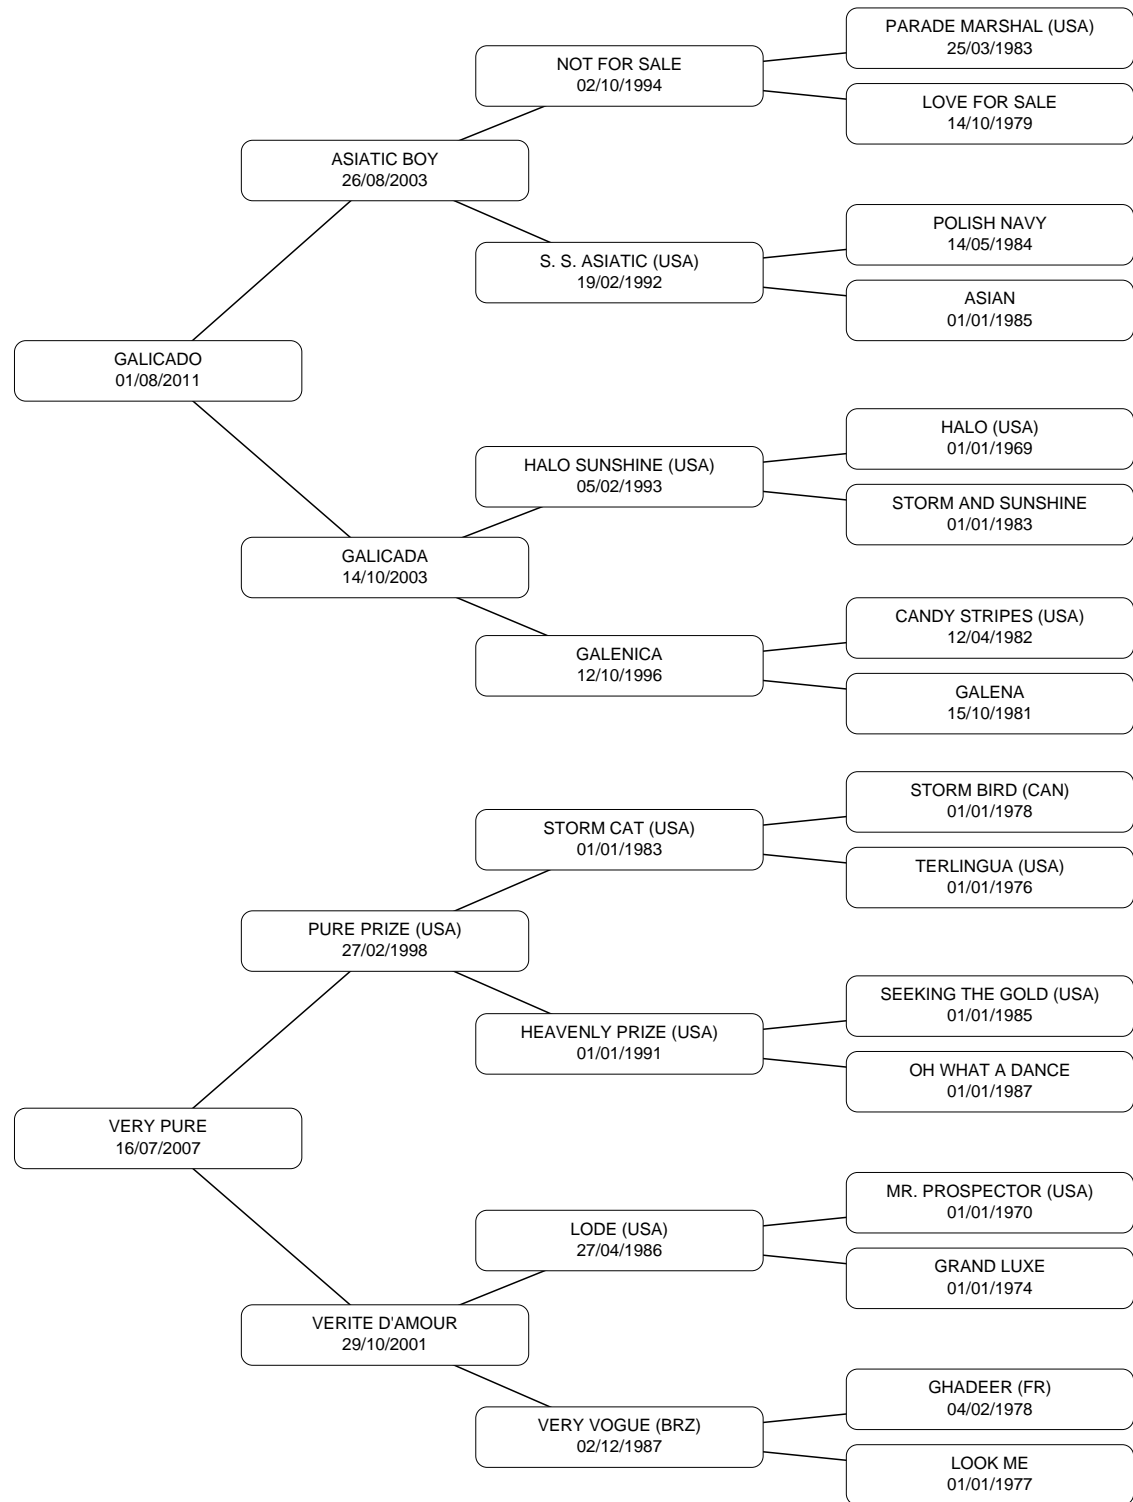 PARADE MARSHAL (USA)
25/03/1983
NOT FOR SALE
02/10/1994
LOVE FOR SALE
14/10/1979
ASIATIC BOY
26/08/2003
POLISH NAVY
14/05/1984
S. S. ASIATIC (USA)
19/02/1992
ASIAN
01/01/1985
GALICADO
01/08/2011
HALO (USA)
01/01/1969
HALO SUNSHINE (USA)
05/02/1993
STORM AND SUNSHINE
01/01/1983
GALICADA
14/10/2003
CANDY STRIPES (USA)
12/04/1982
GALENICA
12/10/1996
GALENA
15/10/1981
STORM BIRD (CAN)
01/01/1978
STORM CAT (USA)
01/01/1983
TERLINGUA (USA)
01/01/1976
PURE PRIZE (USA)
27/02/1998
SEEKING THE GOLD (USA)
01/01/1985
HEAVENLY PRIZE (USA)
01/01/1991
OH WHAT A DANCE
01/01/1987
VERY PURE
16/07/2007
MR. PROSPECTOR (USA)
01/01/1970
LODE (USA)
27/04/1986
GRAND LUXE
01/01/1974
VERITE D'AMOUR
29/10/2001
GHADEER (FR)
04/02/1978
VERY VOGUE (BRZ)
02/12/1987
LOOK ME
01/01/1977